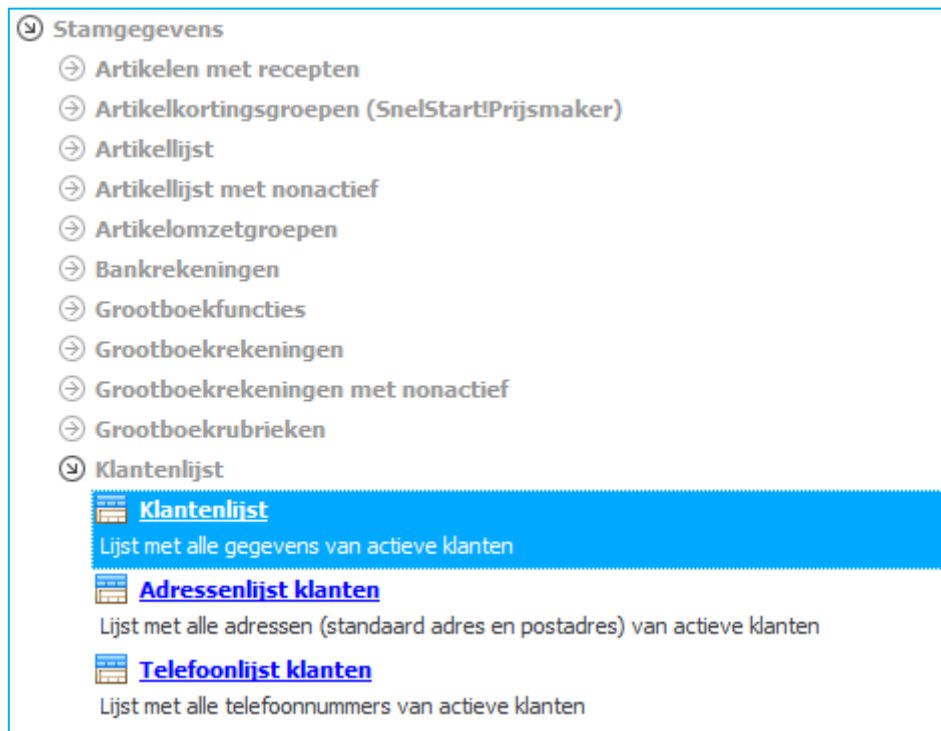 Stamgegevens
Artikelen met recepten
Artikelkortingsgroepen (SnelStart!Prijsmaker)
Artikellijst
Artikellijst met nonactief
Artikelomzetgroepen
Bankrekeningen
Grootboekfuncties
Grootboekrekeningen
Grootboekrekeningen met nonactief
Grootboekrubrieken
Klantenlijst
Klantenlijst
Lijst met alle gegevens van actieve klanten
Adressenlijst klanten
Lijst met alle adressen (standaard adres en postadres) van actieve klanten
Telefoonlijst klanten
Lijst met alle telefoonnummers van actieve klanten